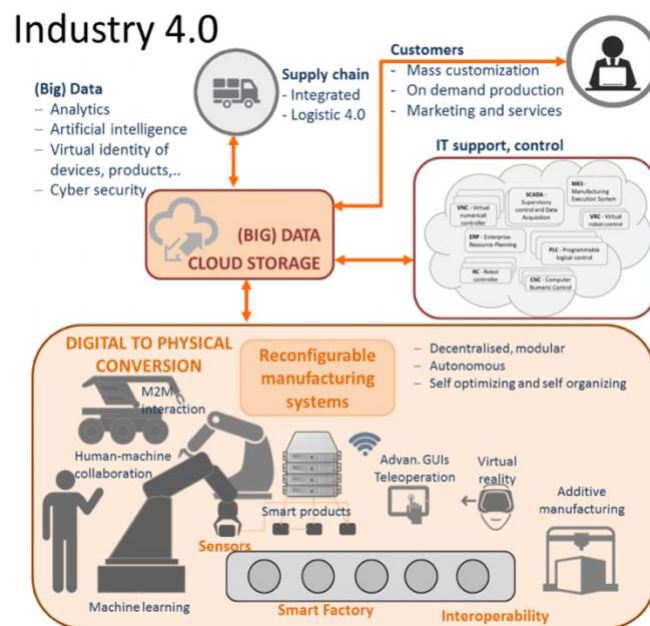 Industry 4.0
(Big) Data
– Analytics
– Artificial intelligence
– Virtual identity of
devices, products,..
– Cyber security
Supply chain
- Integrated
- Logistic 4.0
Customers
- Mass customization
- On demand production
- Marketing and services
IT support, control
VNC - Virtual
numericall
controller
SCADA -
Supervisory
control and Data
Acquisition
MES -
Manufacturing
Execution System
VRC - Virtual
robot control
ERP - Enterprise-
Resource-Planning
PLC - Programmable
logical control
RC - Robot
controller
CNC - Computer
Numeric Control
(BIG) DATA
CLOUD STORAGE
DIGITAL TO PHYSICAL
CONVERSION
Reconfigurable
manufacturing
systems
– Decentralised, modular
– Autonomous
– Self optimizing and self organizing
M2M
interaction
Human-machine
collaboration
Advan. GUIs
Teleoperation
Virtual
reality
Additive
manufacturing
Smart products
Sensors
Machine learning
Smart Factory
Interoperability